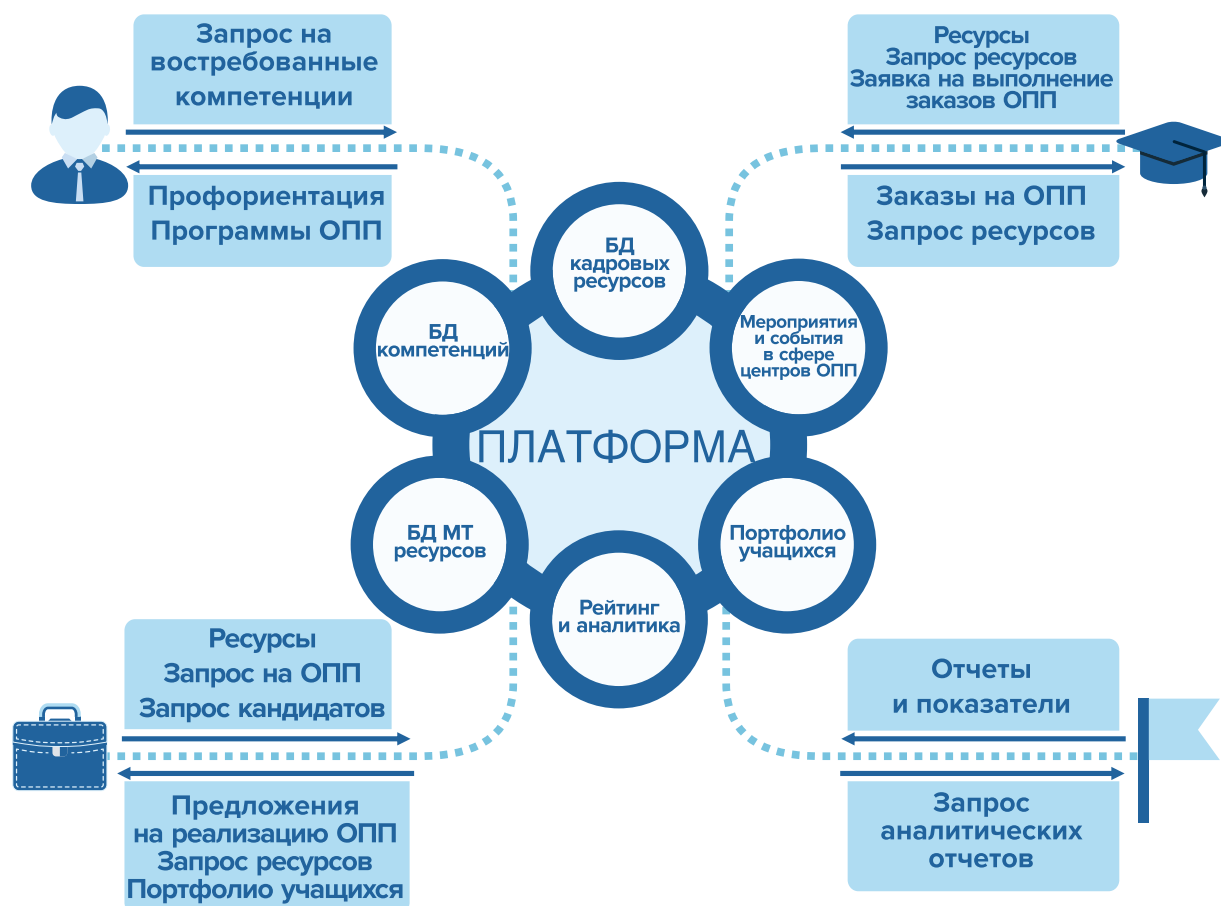 Запрос на
востребованные
компетенции
Профориентация
Программы ОПП
Ресурсы
Запрос ресурсов
Заявка на выполнение
заказов ОПП
Заказы на ОПП
Запрос ресурсов
БД
кадровых
ресурсов
БД
компетенций
Мероприятия
и события
в сфере
центров ОПП
ПЛАТФОРМА
БД МТ
ресурсов
Портфолио
учащихся
Рейтинг
и аналитика
Ресурсы
Запрос на ОПП
Запрос кандидатов
Предложения
на реализацию ОПП
Запрос ресурсов
Портфолио учащихся
Отчеты
и показатели
Запрос
аналитических
отчетов